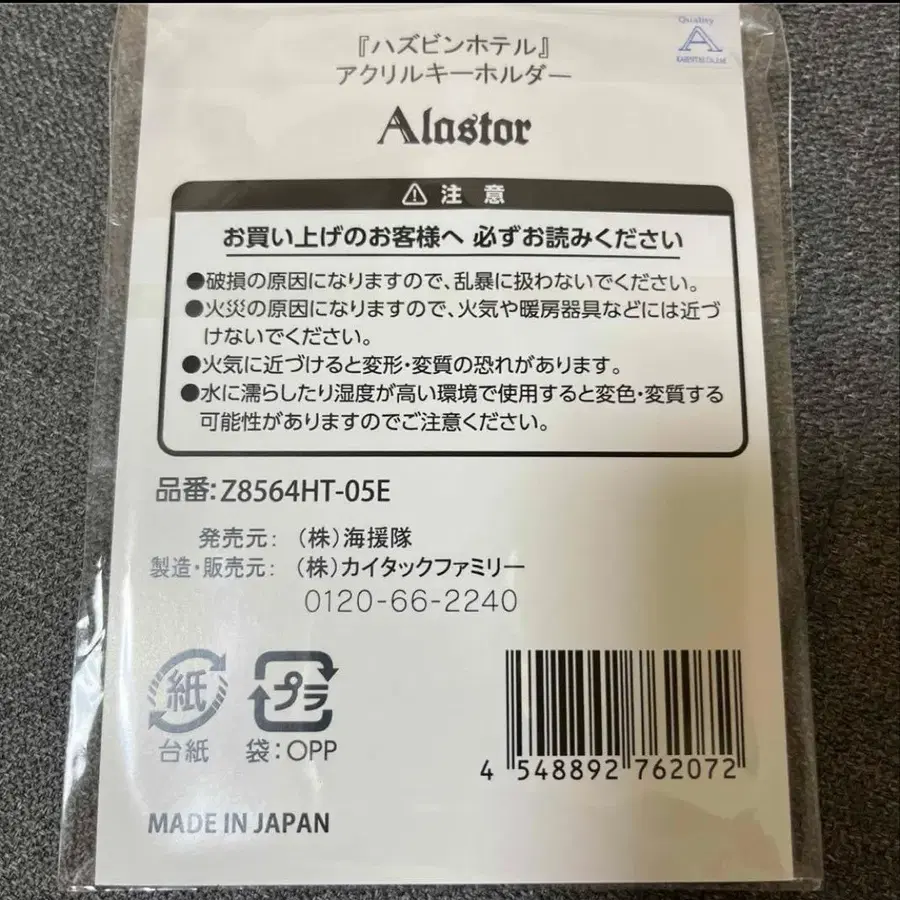 Quality
A
『ハズビンホテル』
アクリルキーホルダー
Alastor
⚠ 注 意
お買い上げのお客様へ 必ずお読みください
●破損の原因になりますので、乱暴に扱わないでください。
●火災の原因になりますので、火気や暖房器具などには近づ
けないでください。
●火気に近づけると変形・変質の恐れがあります。
●水に濡らしたり湿度が高い環境で使用すると変色・変質する
可能性がありますのでご注意ください。
品番:Z8564HT-05E
発売元: （株）海援隊
製造・販売元: （株）カイタックファミリー
0120-66-2240
紙
プラ
台紙
袋:OPP
4 548892 762072
MADE IN JAPAN